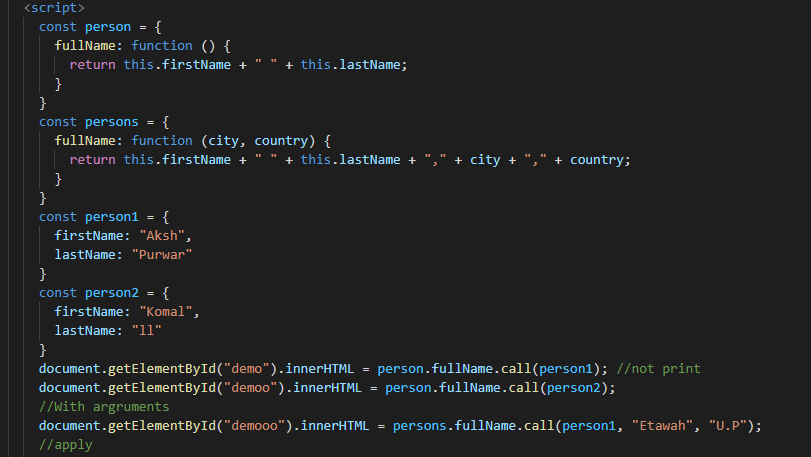 <script>
const person = {
fullName: function () {
return this.firstName + " " + this.lastName;
}
}
const persons = {
fullName: function (city, country) {
return this.firstName + " " + this.lastName + "," + city + "," + country;
}
}
const person1 = {
firstName: "Aksh",
lastName: "Purwar"
}
const person2 = {
firstName: "Komal",
lastName: "ll"
}
document.getElementById("demo").innerHTML = person.fullName.call(person1); //not print
document.getElementById("demoo").innerHTML = person.fullName.call(person2);
//With argruments
document.getElementById("demooo").innerHTML = persons.fullName.call(person1, "Etawah", "U.P");
//apply